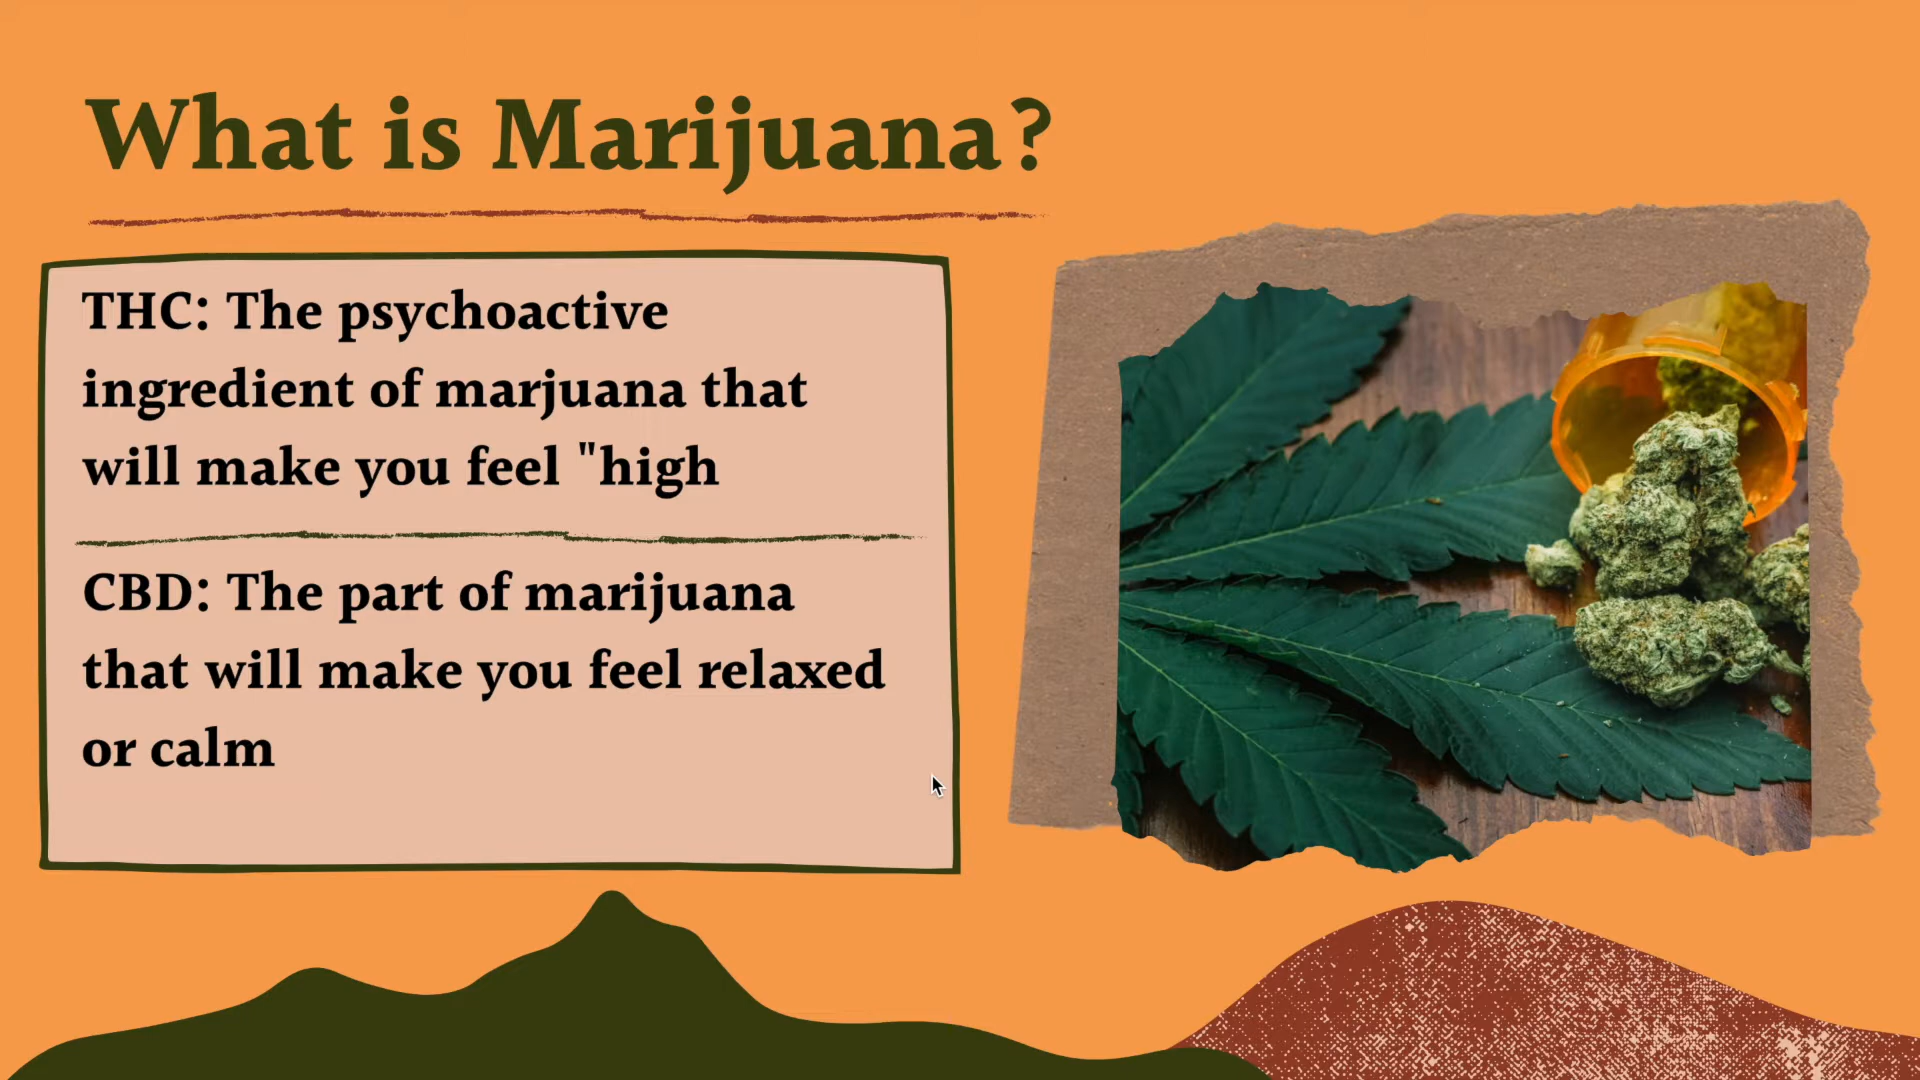 What is Marijuana?
THC: The psychoactive
ingredient of marjuana that
will make you feel "high
CBD: The part of marijuana
that will make you feel relaxed
or calm